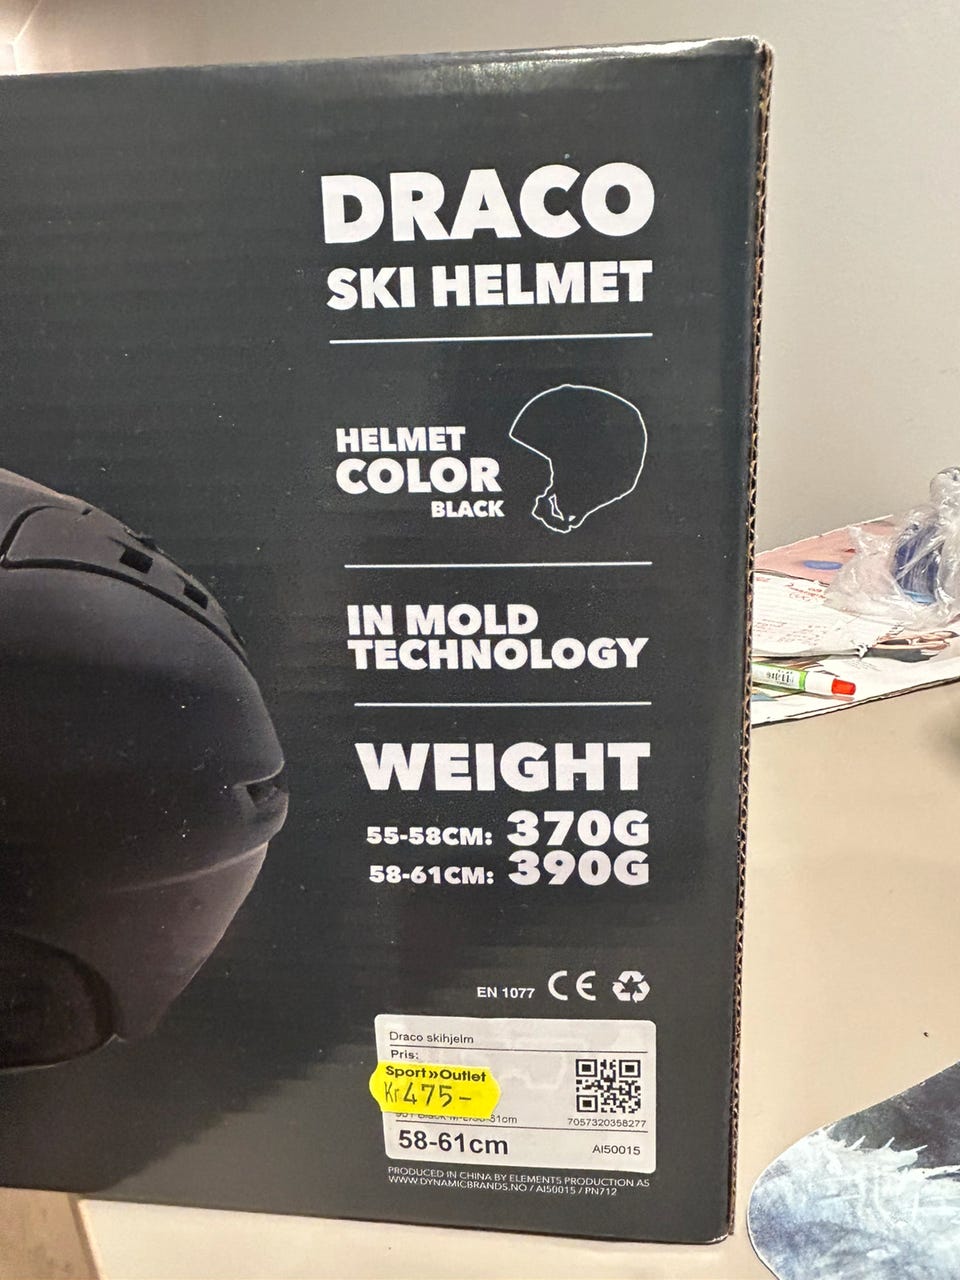 DRACO
SKI HELMET
HELMET
COLOR
BLACK
IN MOLD
TECHNOLOGY
WEIGHT
55-58CM: 370G
58-61CM: 390G
EN 1077 CE
Draco skihjelm
Pris:
Sport»Outlet
Kr 475-
7057320358277
58-61cm
AI50015
PRODUCED IN CHINA BY ELEMENTS PRODUCTION AS
WWW.DYNAMICBRANDS.NO / AI50015 / PN712